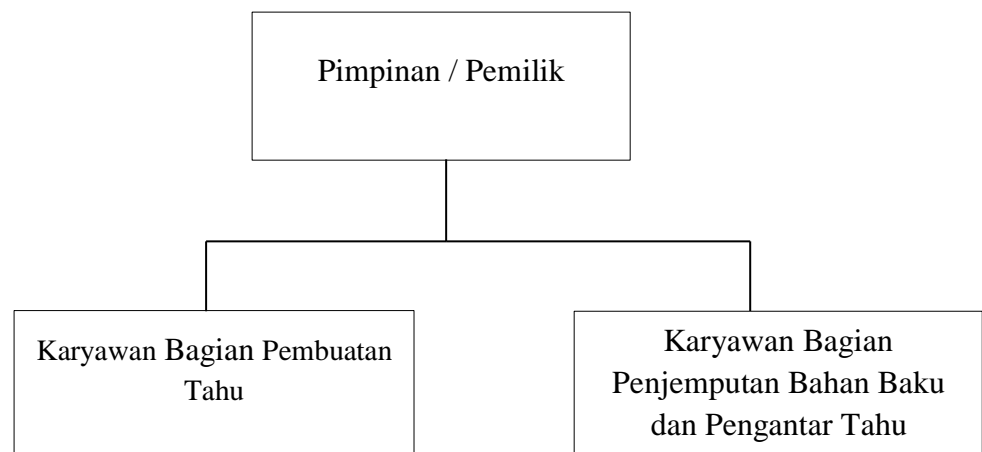 Pimpinan / Pemilik
Karyawan Bagian Pembuatan
Tahu
Karyawan Bagian
Penjemputan Bahan Baku
dan Pengantar Tahu